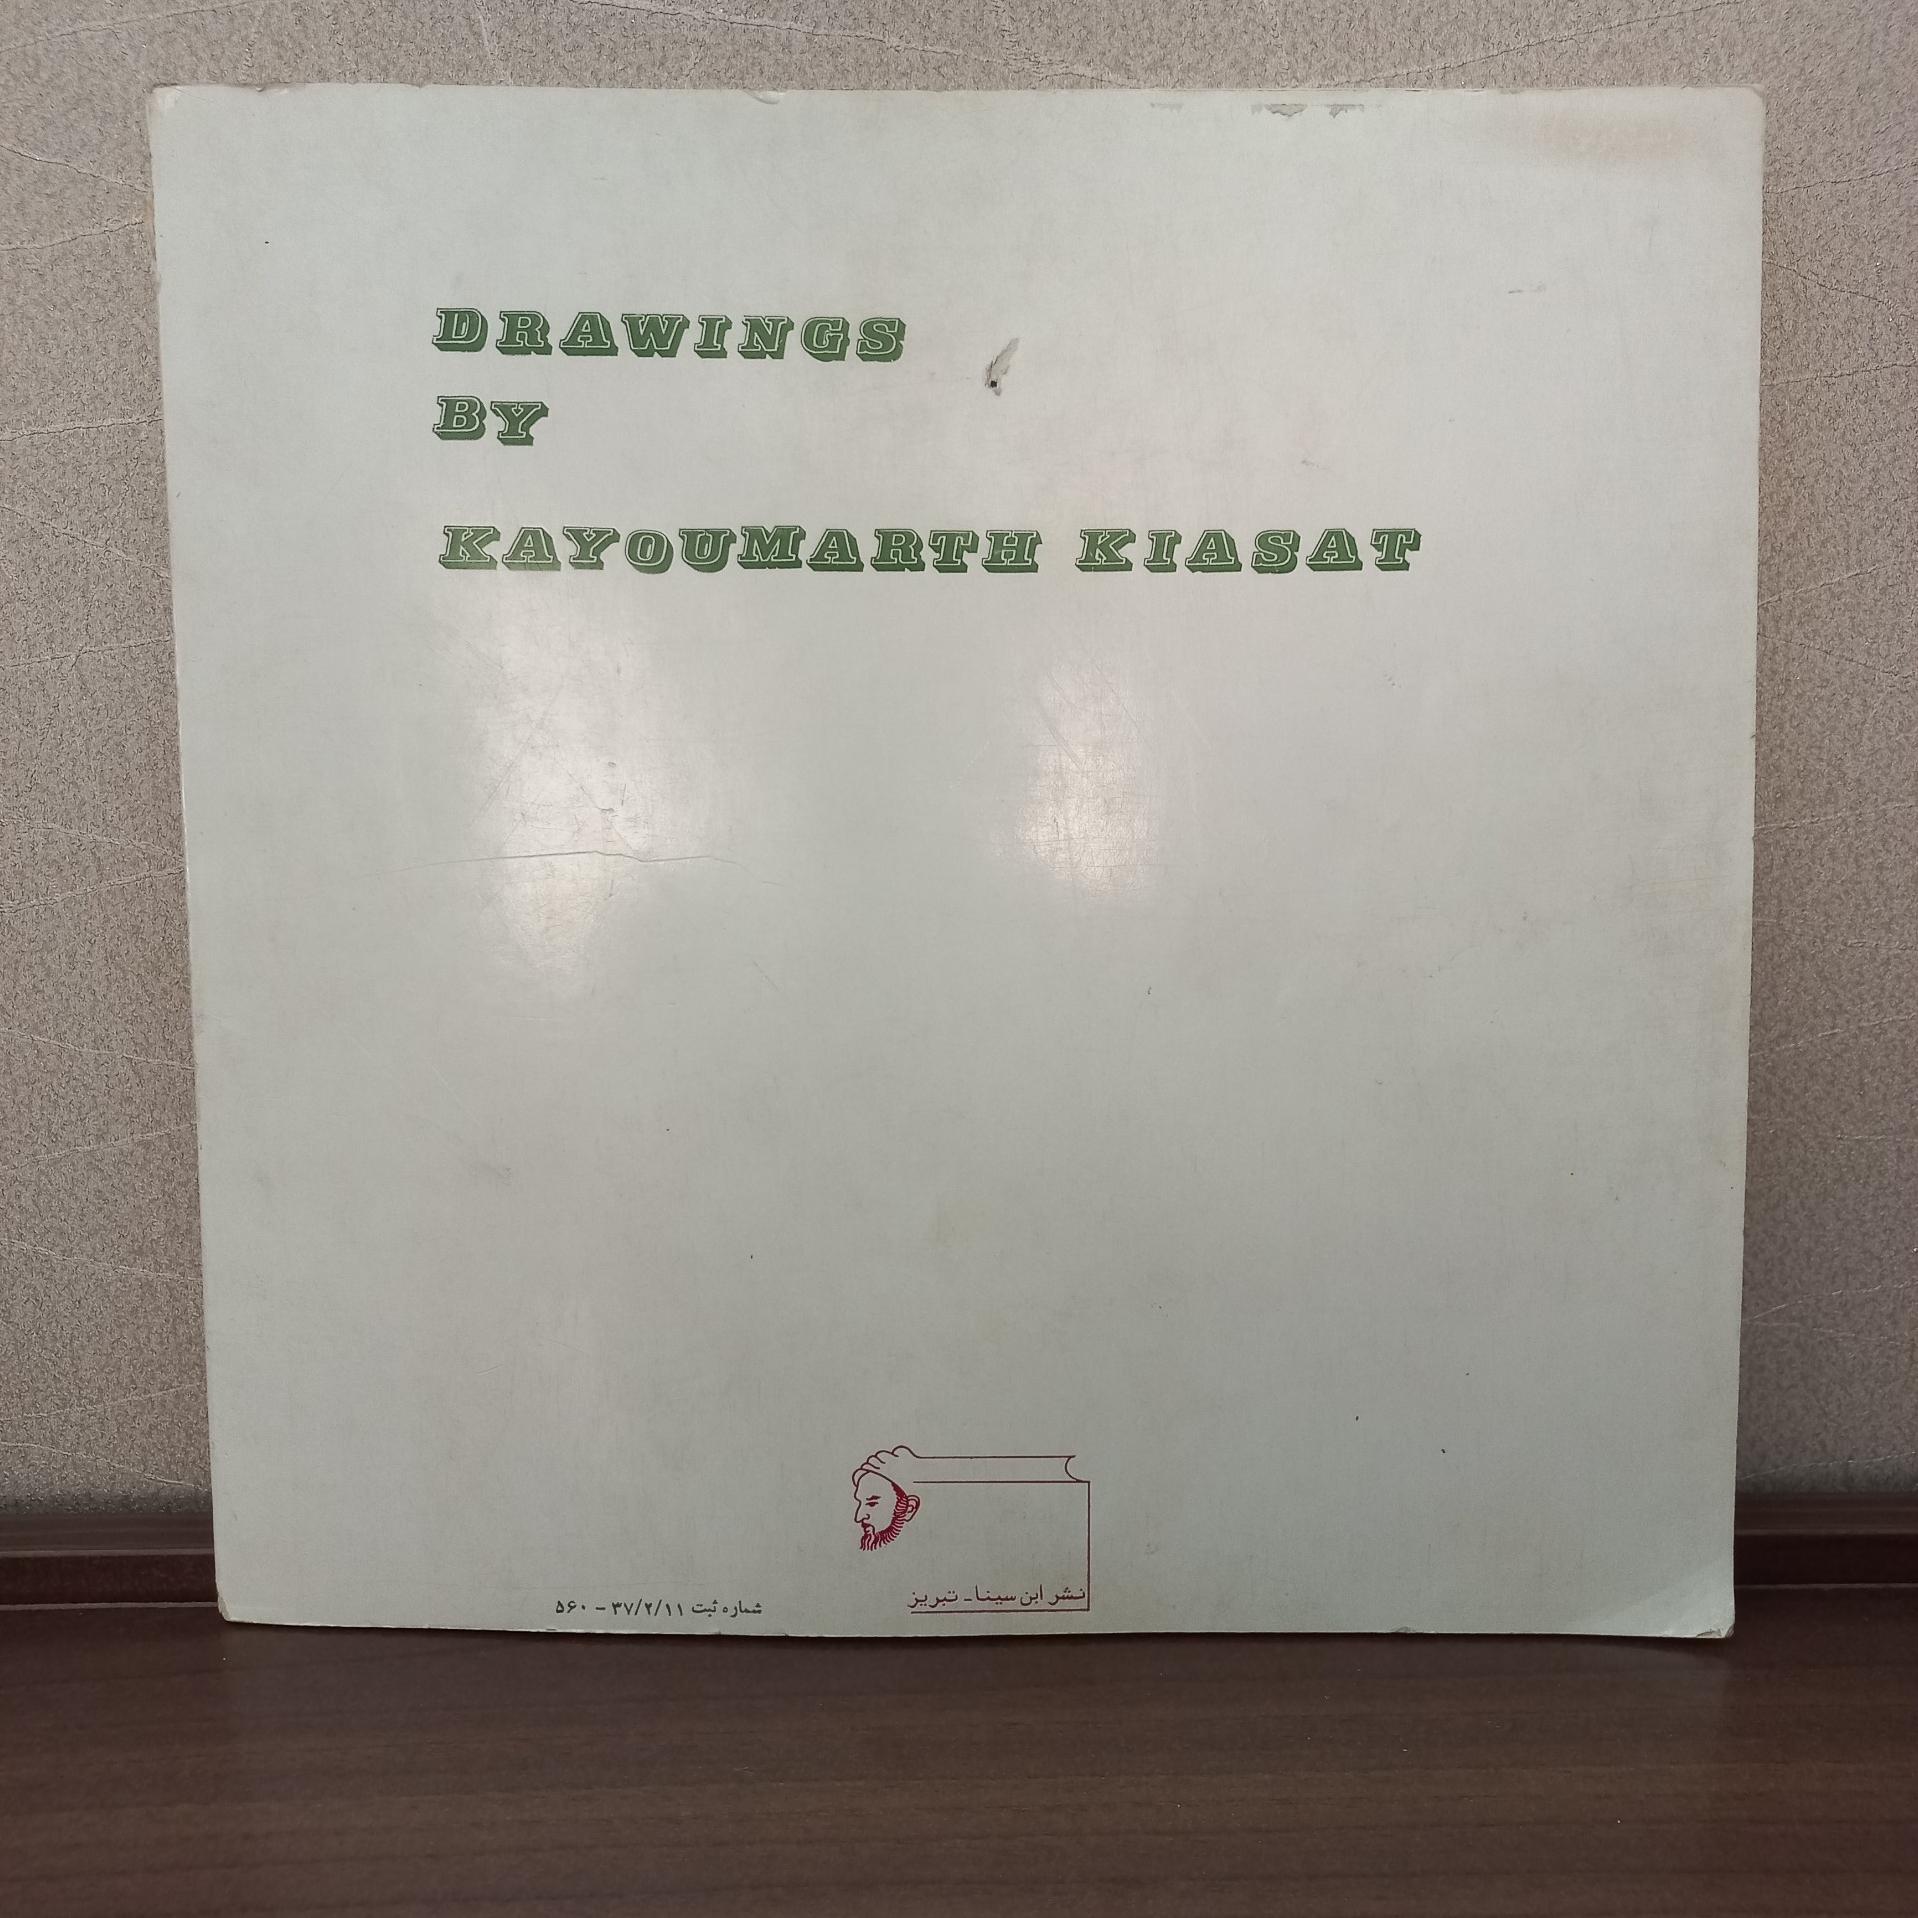 DRAWINGS
BY
KAYOUMARTH KIASAT
نشر ابن سینا - تبریز
شماره ثبت ۳۷/۲/۱۱ - ۵۶۰